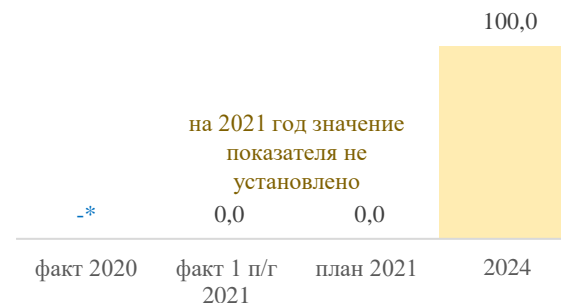 100,0
на 2021 год значение
показателя не
установлено
-*
0,0
0,0
факт 2020
факт 1 п/г
2021
план 2021
2024